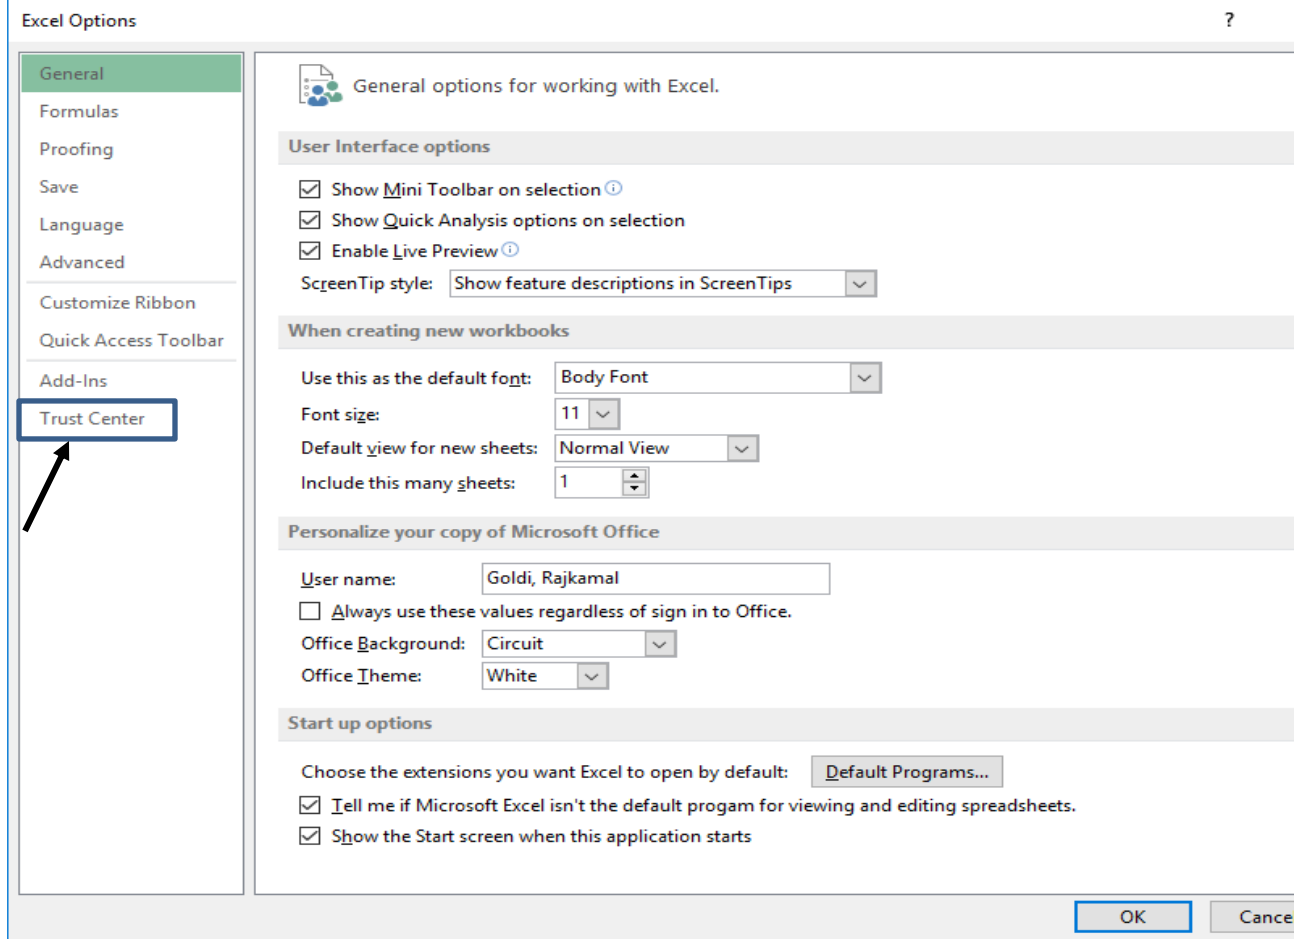 Excel Options
?
General
Formulas
Proofing
Save
Language
Advanced
Customize Ribbon
Quick Access Toolbar
Add-Ins
Trust Center
General options for working with Excel.
User Interface options
Show Mini Toolbar on selection
Show Quick Analysis options on selection
Enable Live Preview
ScreenTip style: Show feature descriptions in ScreenTips
When creating new workbooks
Use this as the default font: Body Font
Font size: 11
Default view for new sheets: Normal View
Include this many sheets: 1
Personalize your copy of Microsoft Office
User name: Goldi, Rajkamal
Always use these values regardless of sign in to Office.
Office Background: Circuit
Office Theme: White
Start up options
Choose the extensions you want Excel to open by default: Default Programs...
Tell me if Microsoft Excel isn't the default progam for viewing and editing spreadsheets.
Show the Start screen when this application starts
OK Cance